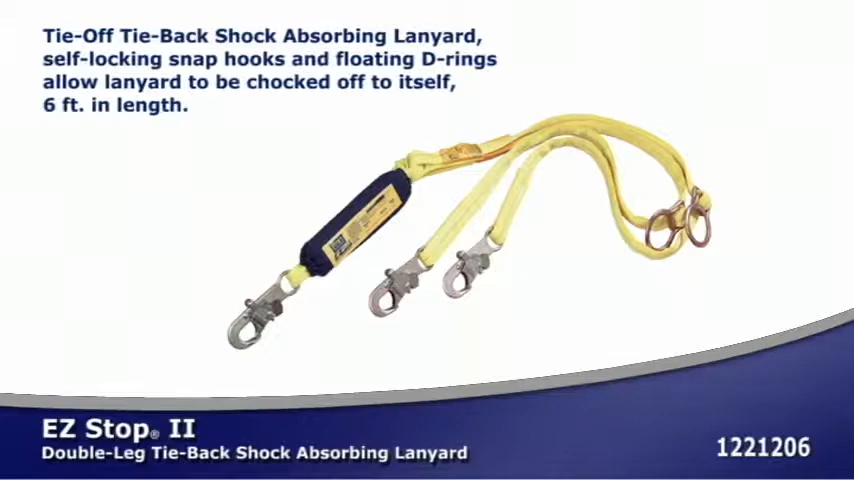 Tie-Off Tie-Back Shock Absorbing Lanyard,
self-locking snap hooks and floating D-rings
allow lanyard to be chocked off to itself,
6 ft. in length.
EZ Stop® II
Double-Leg Tie-Back Shock Absorbing Lanyard
1221206